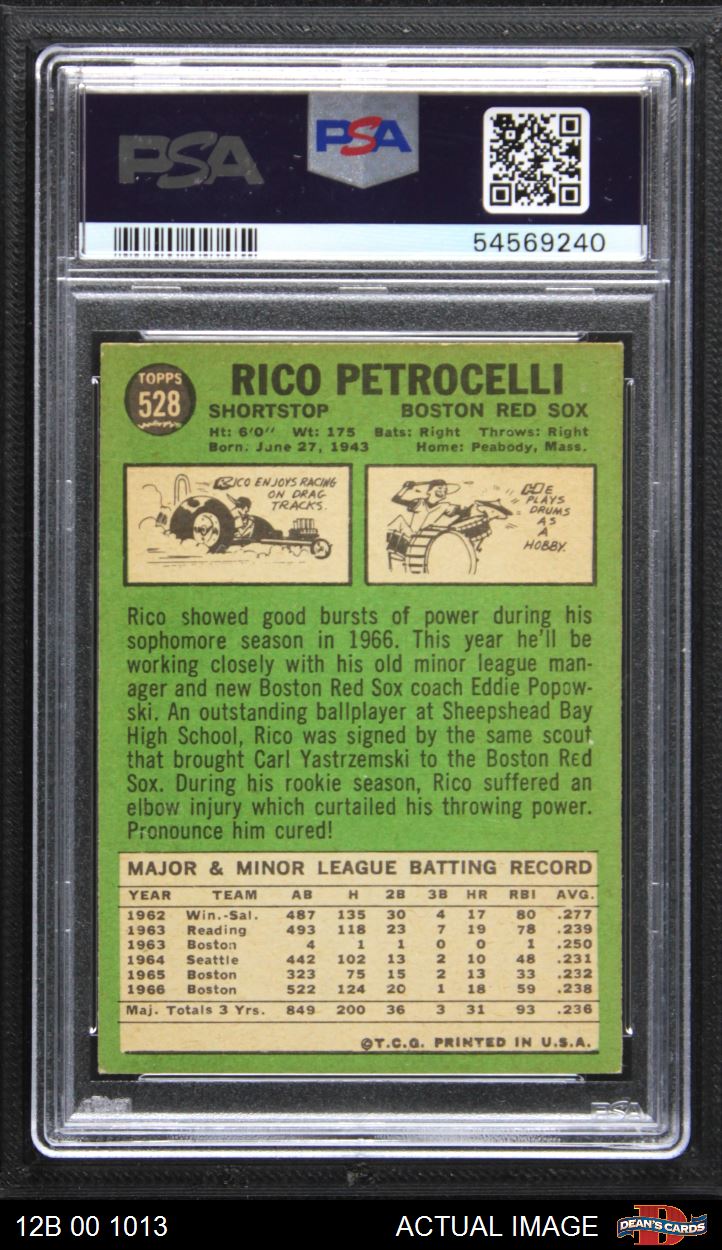 PSA PSA
54569240
TOPPS
528
RICO PETROCELLI
SHORTSTOP BOSTON RED SOX
Ht: 6'0" Wt: 175 Bats: Right Throws: Right
Born: June 27, 1943 Home: Peabody, Mass.
RICO ENJOYS RACING
ON DRAG
TRACKS.
HE
PLAYS
DRUMS
AS
A
HOBBY.
Rico showed good bursts of power during his
sophomore season in 1966. This year he'll be
working closely with his old minor league man-
ager and new Boston Red Sox coach Eddie Popow-
ski. An outstanding ballplayer at Sheepshead Bay
High School, Rico was signed by the same scout
that brought Carl Yastrzemski to the Boston Red
Sox. During his rookie season, Rico suffered an
elbow injury which curtailed his throwing power.
Pronounce him cured!
MAJOR & MINOR LEAGUE BATTING RECORD
YEAR TEAM AB H 2B 3B HR RBI AVG.
1962 Win.-Sal. 487 135 30 4 17 80 .277
1963 Reading 493 118 23 7 19 78 .239
1963 Boston 4 1 1 0 0 1 .250
1964 Seattle 442 102 13 2 10 48 .231
1965 Boston 323 75 15 2 13 33 .232
1966 Boston 522 124 20 1 18 59 .238
Maj. Totals 3 Yrs. 849 200 36 3 31 93 .236
©T.C.G. PRINTED IN U.S.A.
PSA
12B 00 1013 ACTUAL IMAGE DEAN'S CARDS